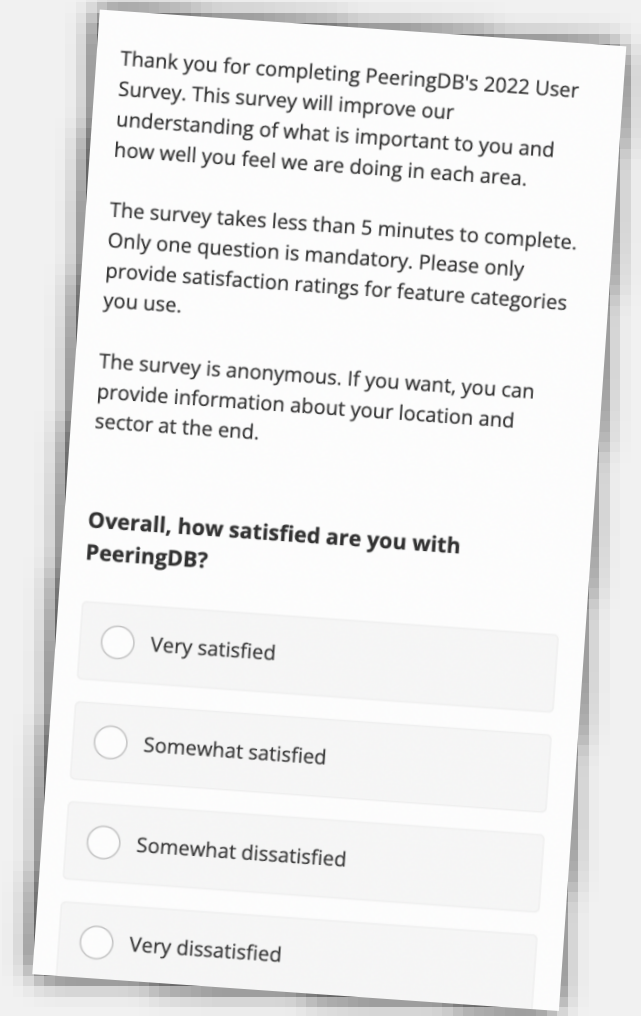 Thank you for completing PeeringDB's 2022 User
Survey. This survey will improve our
understanding of what is important to you and
how well you feel we are doing in each area.
The survey takes less than 5 minutes to complete.
Only one question is mandatory. Please only
provide satisfaction ratings for feature categories
you use.
The survey is anonymous. If you want, you can
provide information about your location and
sector at the end.
Overall, how satisfied are you with
PeeringDB?
Very satisfied
Somewhat satisfied
Somewhat dissatisfied
Very dissatisfied